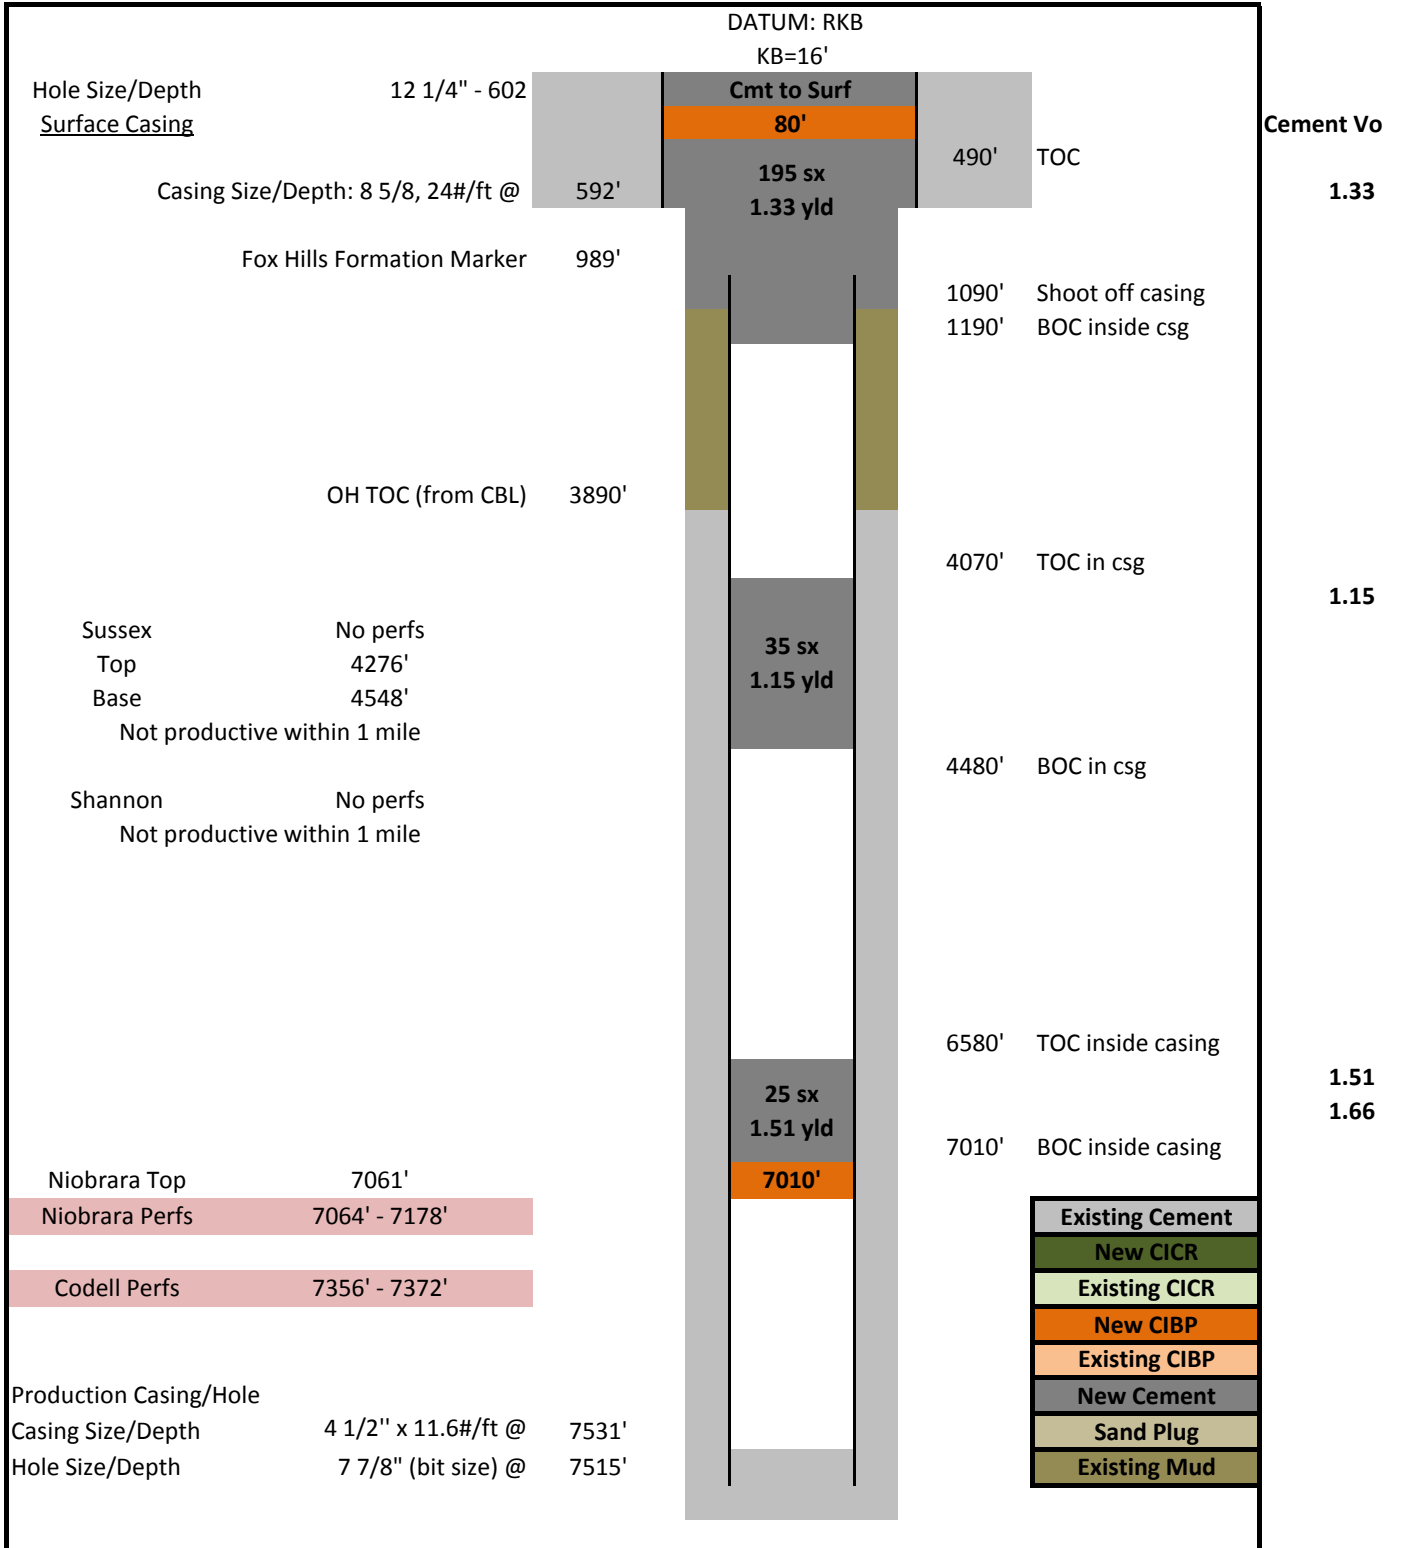 DATUM: RKB
KB=16'
Hole Size/Depth 12 1/4" - 602 Cmt to Surf
Surface Casing 80' Cement Vo
490' TOC
195 sx
Casing Size/Depth: 8 5/8, 24#/ft @ 592' 1.33
1.33 yld
Fox Hills Formation Marker 989'
1090' Shoot off casing
1190' BOC inside csg
OH TOC (from CBL) 3890'
4070' TOC in csg
1.15
Sussex No perfs
35 sx
Top 4276'
1.15 yld
Base 4548'
Not productive within 1 mile
4480' BOC in csg
Shannon No perfs
Not productive within 1 mile
6580' TOC inside casing
1.51
25 sx
1.66
1.51 yld
7010' BOC inside casing
Niobrara Top 7061' 7010'
Niobrara Perfs 7064' - 7178' Existing Cement
New CICR
Codell Perfs 7356' - 7372' Existing CICR
New CIBP
Existing CIBP
Production Casing/Hole New Cement
Casing Size/Depth 4 1/2'' x 11.6#/ft @ 7531' Sand Plug
Hole Size/Depth 7 7/8" (bit size) @ 7515' Existing Mud